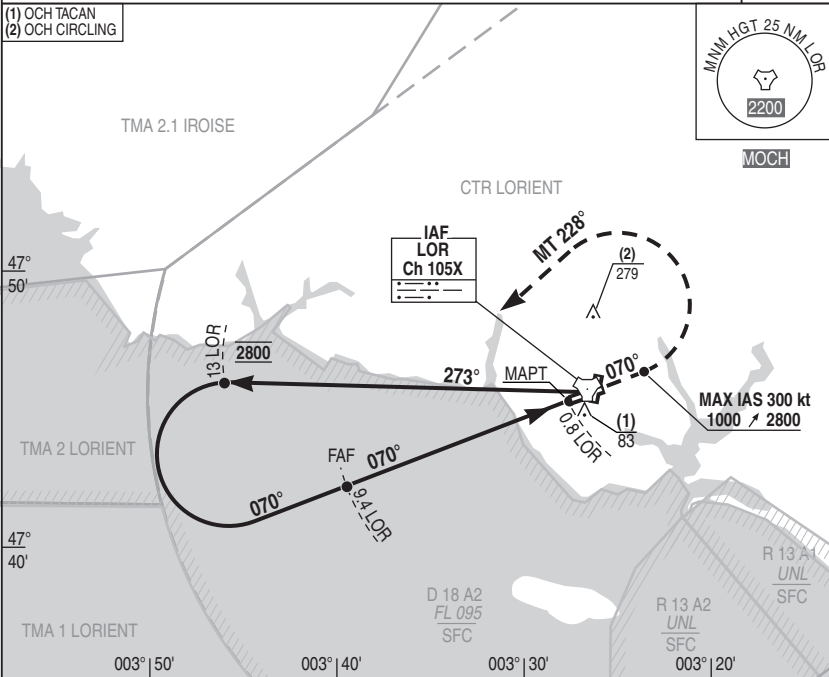 (1) OCH TACAN
(2) OCH CIRCLING
MNM HGT 25 NM LOR
2200
MOCH
TMA 2.1 IROISE
CTR LORIENT
IAF
LOR
Ch 105X
MT 228°
(2)
279
47°
50'
13 LOR
2800
273°
MAPT
070°
MAX IAS 300 kt
1000 ↗ 2800
0.8 LOR
(1)
83
TMA 2 LORIENT
FAF
070°
070°
9.4 LOR
47°
40'
D 18 A2
FL 095
SFC
R 13 A1
UNL
SFC
R 13 A2
UNL
SFC
TMA 1 LORIENT
003° 50'
003° 40'
003° 30'
003° 20'